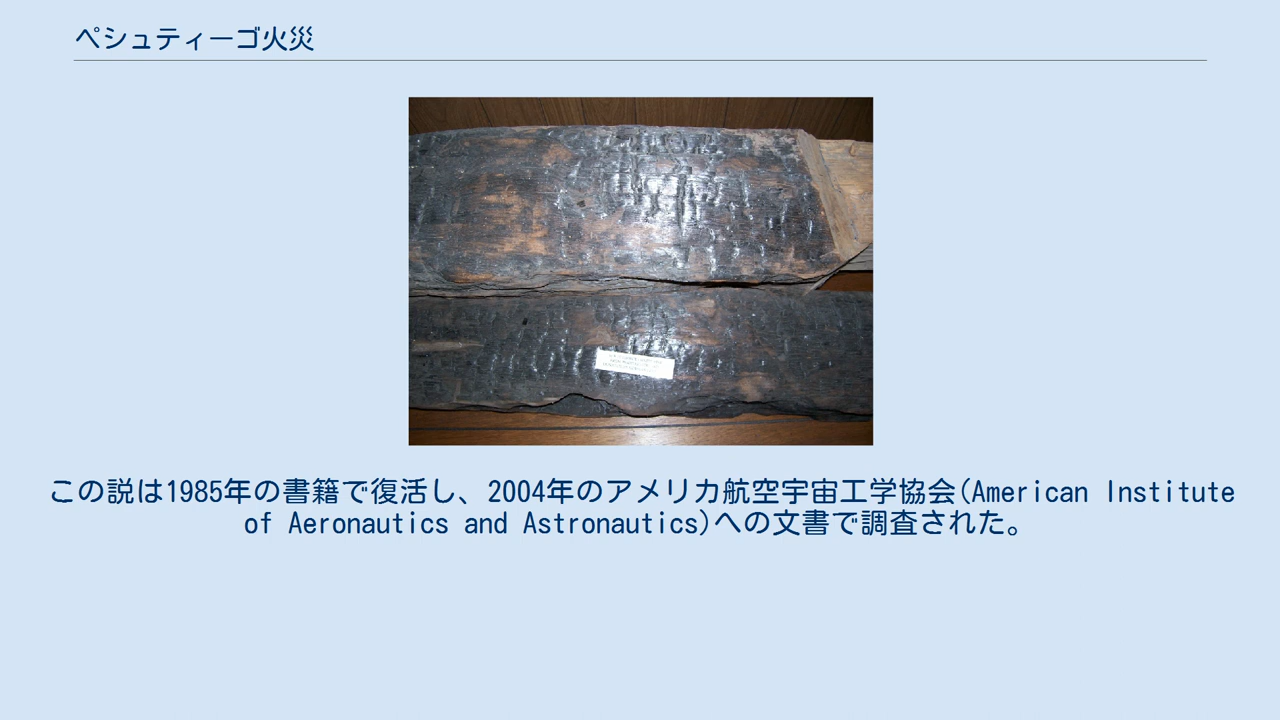 ペシュティーゴ火災
この説は1985年の書籍で復活し、2004年のアメリカ航空宇宙工学協会(American Institute
of Aeronautics and Astronautics)への文書で調査された。